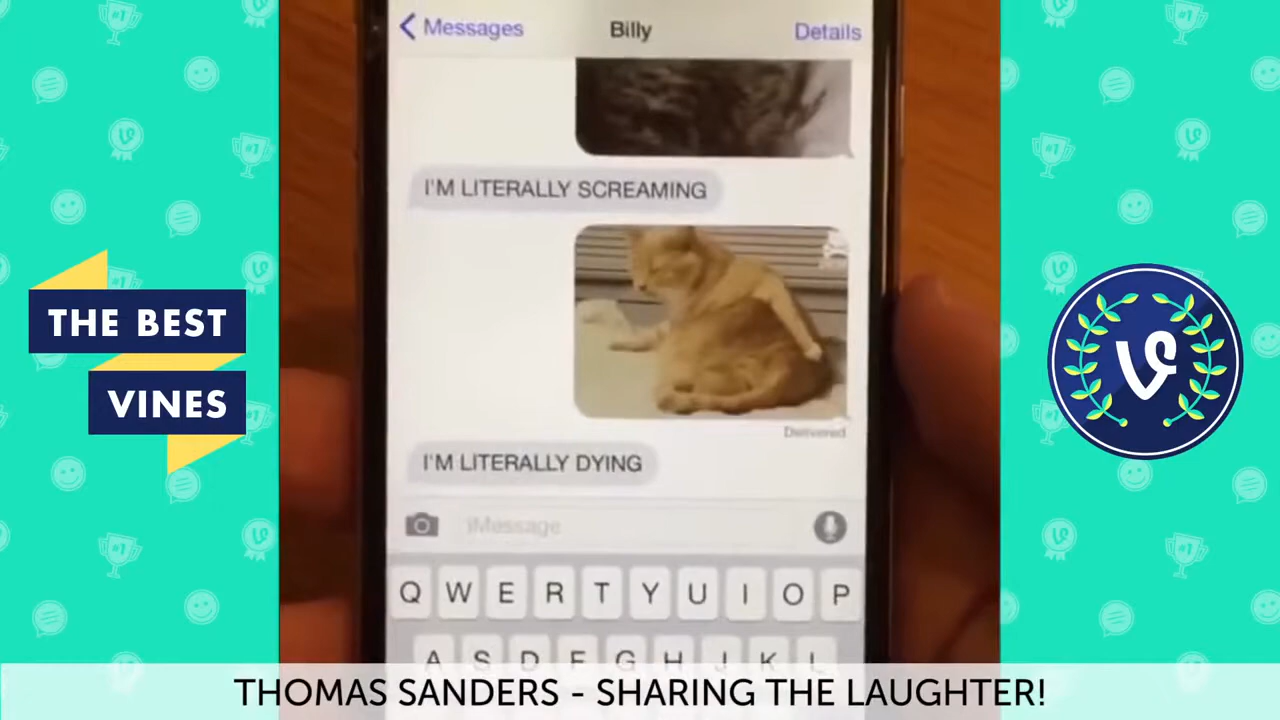 Messages
Billy
Details
I'M LITERALLY SCREAMING
Delivered
I'M LITERALLY DYING
iMessage
Q W E R T Y U I O P
A S D F G H J K L
THE BEST
VINES
THOMAS SANDERS - SHARING THE LAUGHTER!